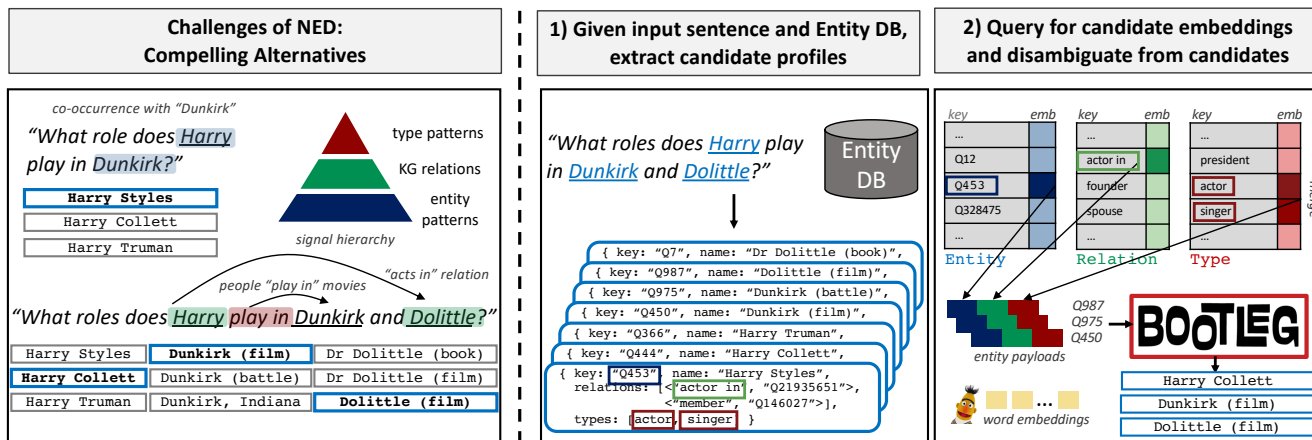 Challenges of NED:
Compelling Alternatives
co-occurrence with “Dunkirk”
“What role does Harry
play in Dunkirk?”
Harry Styles
Harry Collett
Harry Truman
type patterns
KG relations
entity
patterns
signal hierarchy
“acts in” relation
people “play in” movies
“What roles does Harry play in Dunkirk and Dolittle?”
Harry Styles Dunkirk (film) Dr Dolittle (book)
Harry Collett Dunkirk (battle) Dr Dolittle (film)
Harry Truman Dunkirk, Indiana Dolittle (film)
1) Given input sentence and Entity DB,
extract candidate profiles
“What roles does Harry play
in Dunkirk and Dolittle?”
Entity
DB
{ key: “Q7”, name: “Dr Dolittle (book)”,
{ key: “Q987”, name: “Dolittle (film)”,
{ key: “Q975”, name: “Dunkirk (battle)”,
{ key: “Q450”, name: “Dunkirk (film)”,
{ key: “Q366”, name: “Harry Truman”,
{ key: “Q444”, name: “Harry Collett”,
{ key: “Q453”, name: “Harry Styles”,
relations: [<“actor in”, “Q21935651”>,
<“member”, “Q146027”>],
types: [actor, singer }
2) Query for candidate embeddings
and disambiguate from candidates
key emb key emb key emb
... ... ...
Q12 actor in president
Q453 founder actor
Q328475 spouse singer
... ... ...
Entity Relation Type
merge
Q987
Q975
Q450
entity payloads
BOOTLEG
Harry Collett
Dunkirk (film)
Dolittle (film)
...
word embeddings